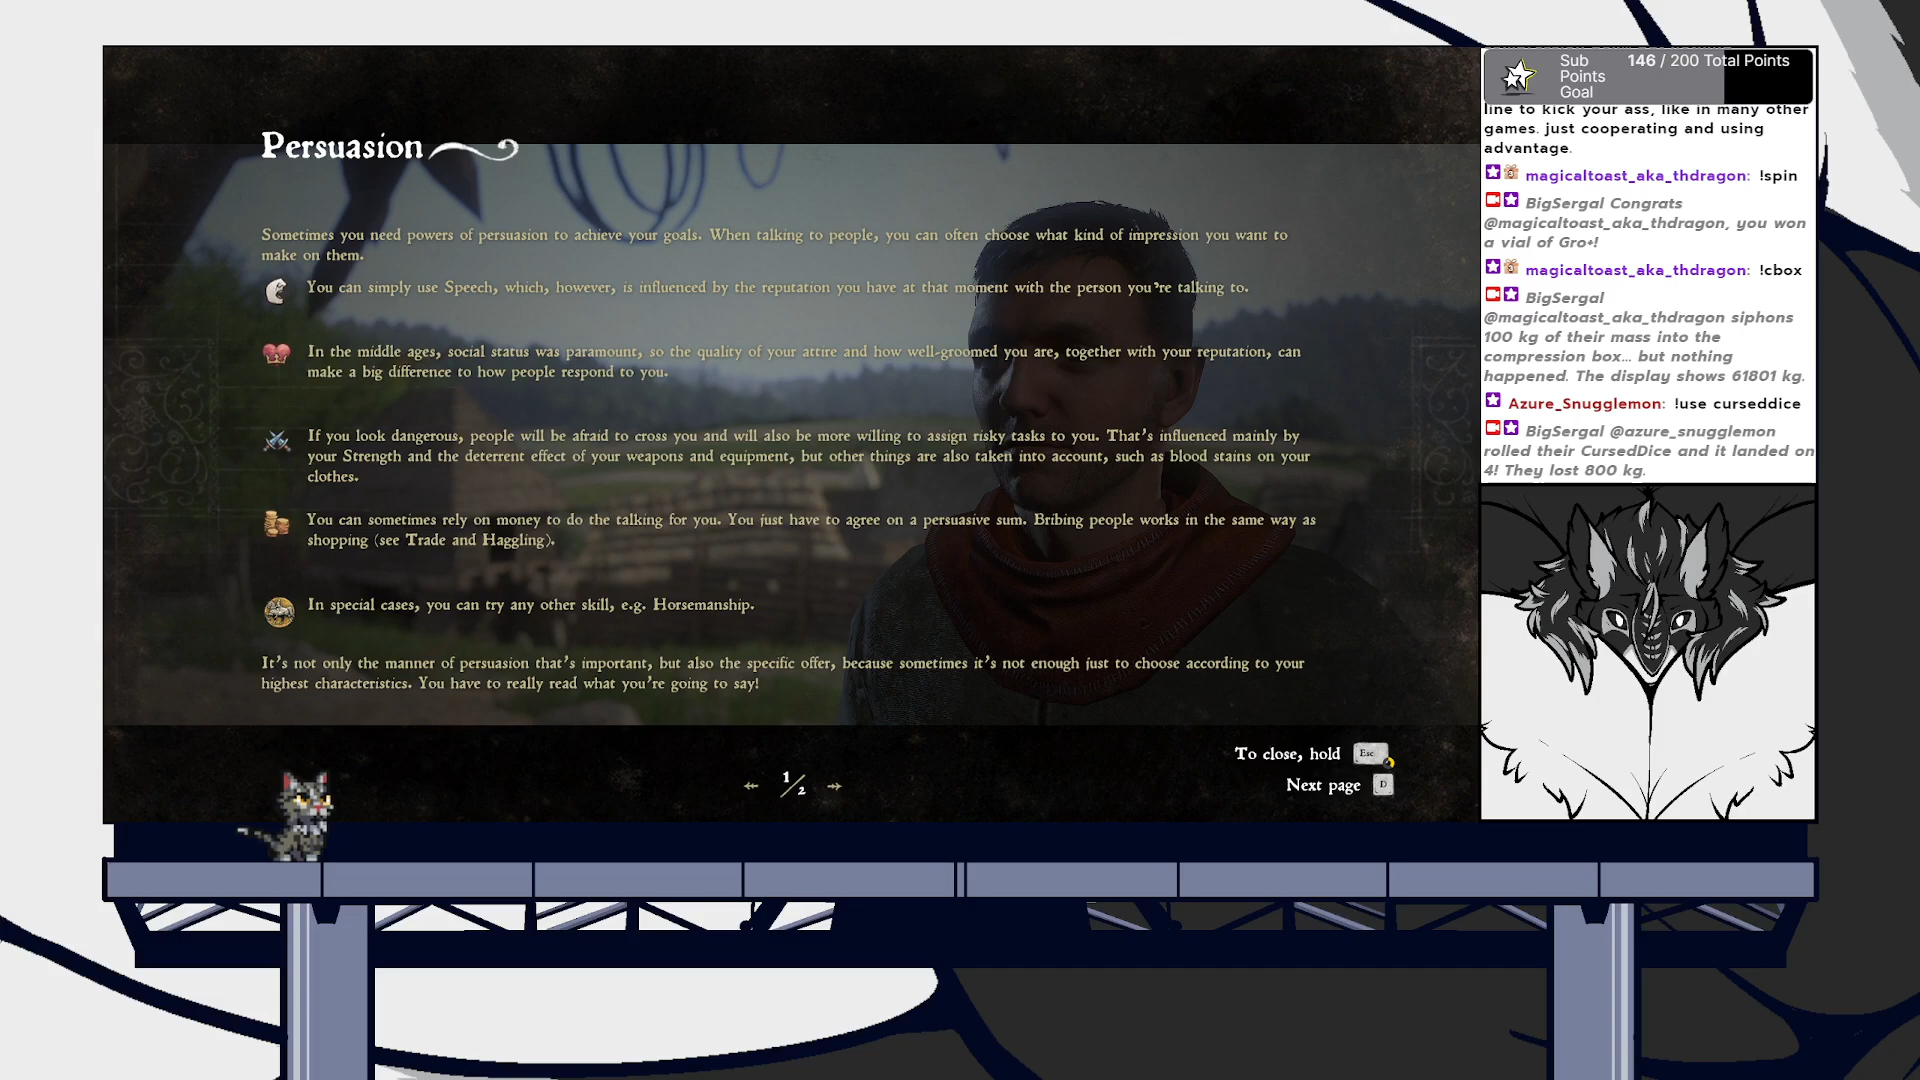 Persuasion
Sometimes you need powers of persuasion to achieve your goals. When talking to people, you can often choose what kind of impression you want to
make on them.
You can simply use Speech, which, however, is influenced by the reputation you have at that moment with the person you're talking to.
In the middle ages, social status was paramount, so the quality of your attire and how well-groomed you are, together with your reputation, can
make a big difference to how people respond to you.
If you look dangerous, people will be afraid to cross you and will also be more willing to assign risky tasks to you. That's influenced mainly by
your Strength and the deterrent effect of your weapons and equipment, but other things are also taken into account, such as blood stains on your
clothes.
You can sometimes rely on money to do the talking for you. You just have to agree on a persuasive sum. Bribing people works in the same way as
shopping (see Trade and Haggling).
In special cases, you can try any other skill, e.g. Horsemanship.
It's not only the manner of persuasion that's important, but also the specific offer, because sometimes it's not enough just to choose according to your
highest characteristics. You have to really read what you're going to say!
To close, hold Esc
1/2
Next page D
Sub
Points
Goal
146 / 200 Total Points
line to kick your ass, like in many other
games. just cooperating and using
advantage.
magicaltoast_aka_thdragon: !spin
BigSergal Congrats
@magicaltoast_aka_thdragon, you won
a vial of Gro+!
magicaltoast_aka_thdragon: !cbox
BigSergal
@magicaltoast_aka_thdragon siphons
100 kg of their mass into the
compression box... but nothing
happened. The display shows 61801 kg.
Azure_Snugglemon: !use curseddice
BigSergal @azure_snugglemon
rolled their CursedDice and it landed on
4! They lost 800 kg.